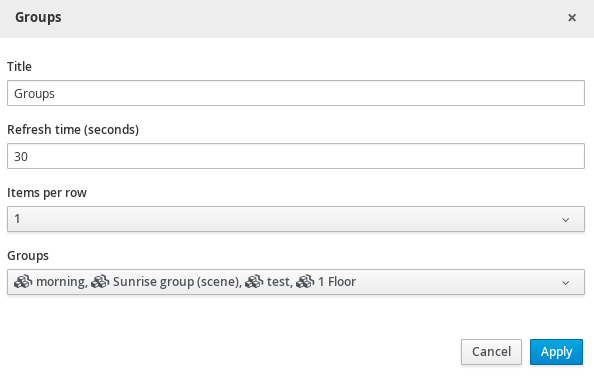 Groups ×
Title
Groups
Refresh time (seconds)
30
Items per row
1
Groups
morning, Sunrise group (scene), test, 1 Floor
Cancel Apply